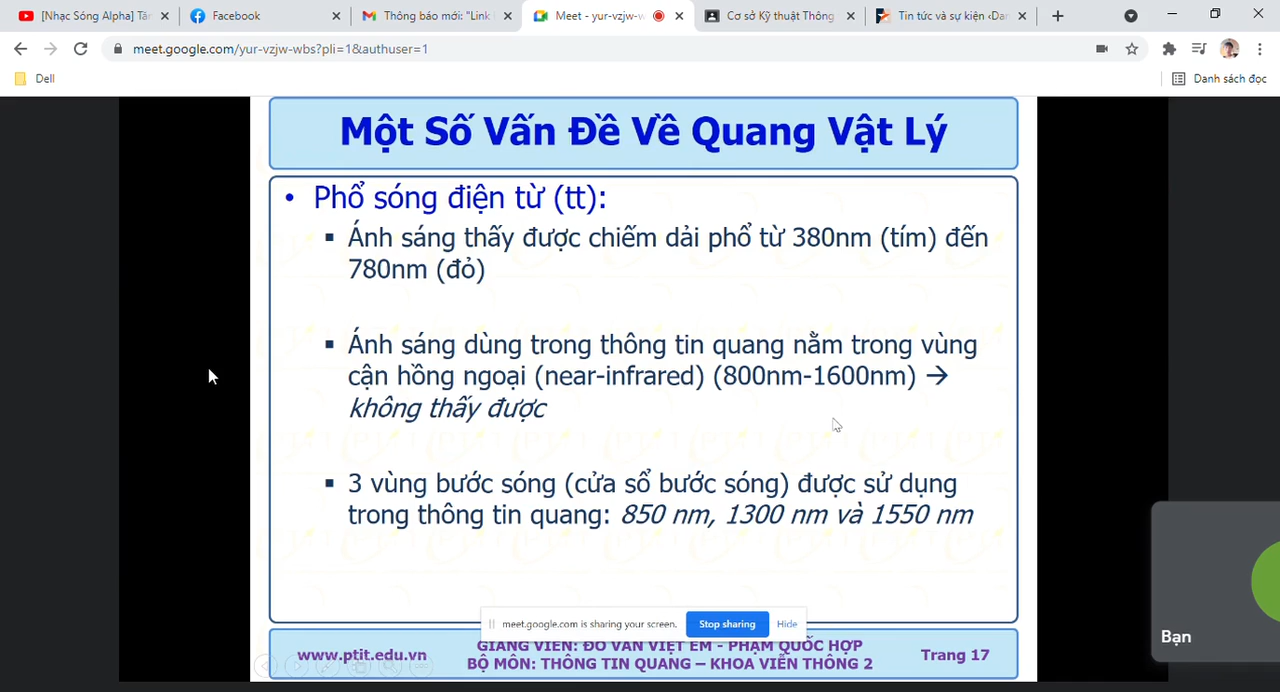 [Nhạc Sóng Alpha] Tăn
Facebook
Thông báo mới: "Link
Meet - yur-vzjw-w
Cơ sở Kỹ thuật Thông
Tin tức và sự kiện ‹Dan
meet.google.com/yur-vzjw-wbs?pli=1&authuser=1
Dell
Danh sách đọc
Một Số Vấn Đề Về Quang Vật Lý
• Phổ sóng điện từ (tt):
▪ Ánh sáng thấy được chiếm dải phổ từ 380nm (tím) đến
780nm (đỏ)
▪ Ánh sáng dùng trong thông tin quang nằm trong vùng
cận hồng ngoại (near-infrared) (800nm-1600nm) →
không thấy được
▪ 3 vùng bước sóng (cửa sổ bước sóng) được sử dụng
trong thông tin quang: 850 nm, 1300 nm và 1550 nm
meet.google.com is sharing your screen.
Stop sharing
Hide
www.ptit.edu.vn
GIẢNG VIÊN: ĐỖ VĂN VIỆT EM - PHẠM QUỐC HỢP
BỘ MÔN: THÔNG TIN QUANG – KHOA VIỄN THÔNG 2
Trang 17
Bạn